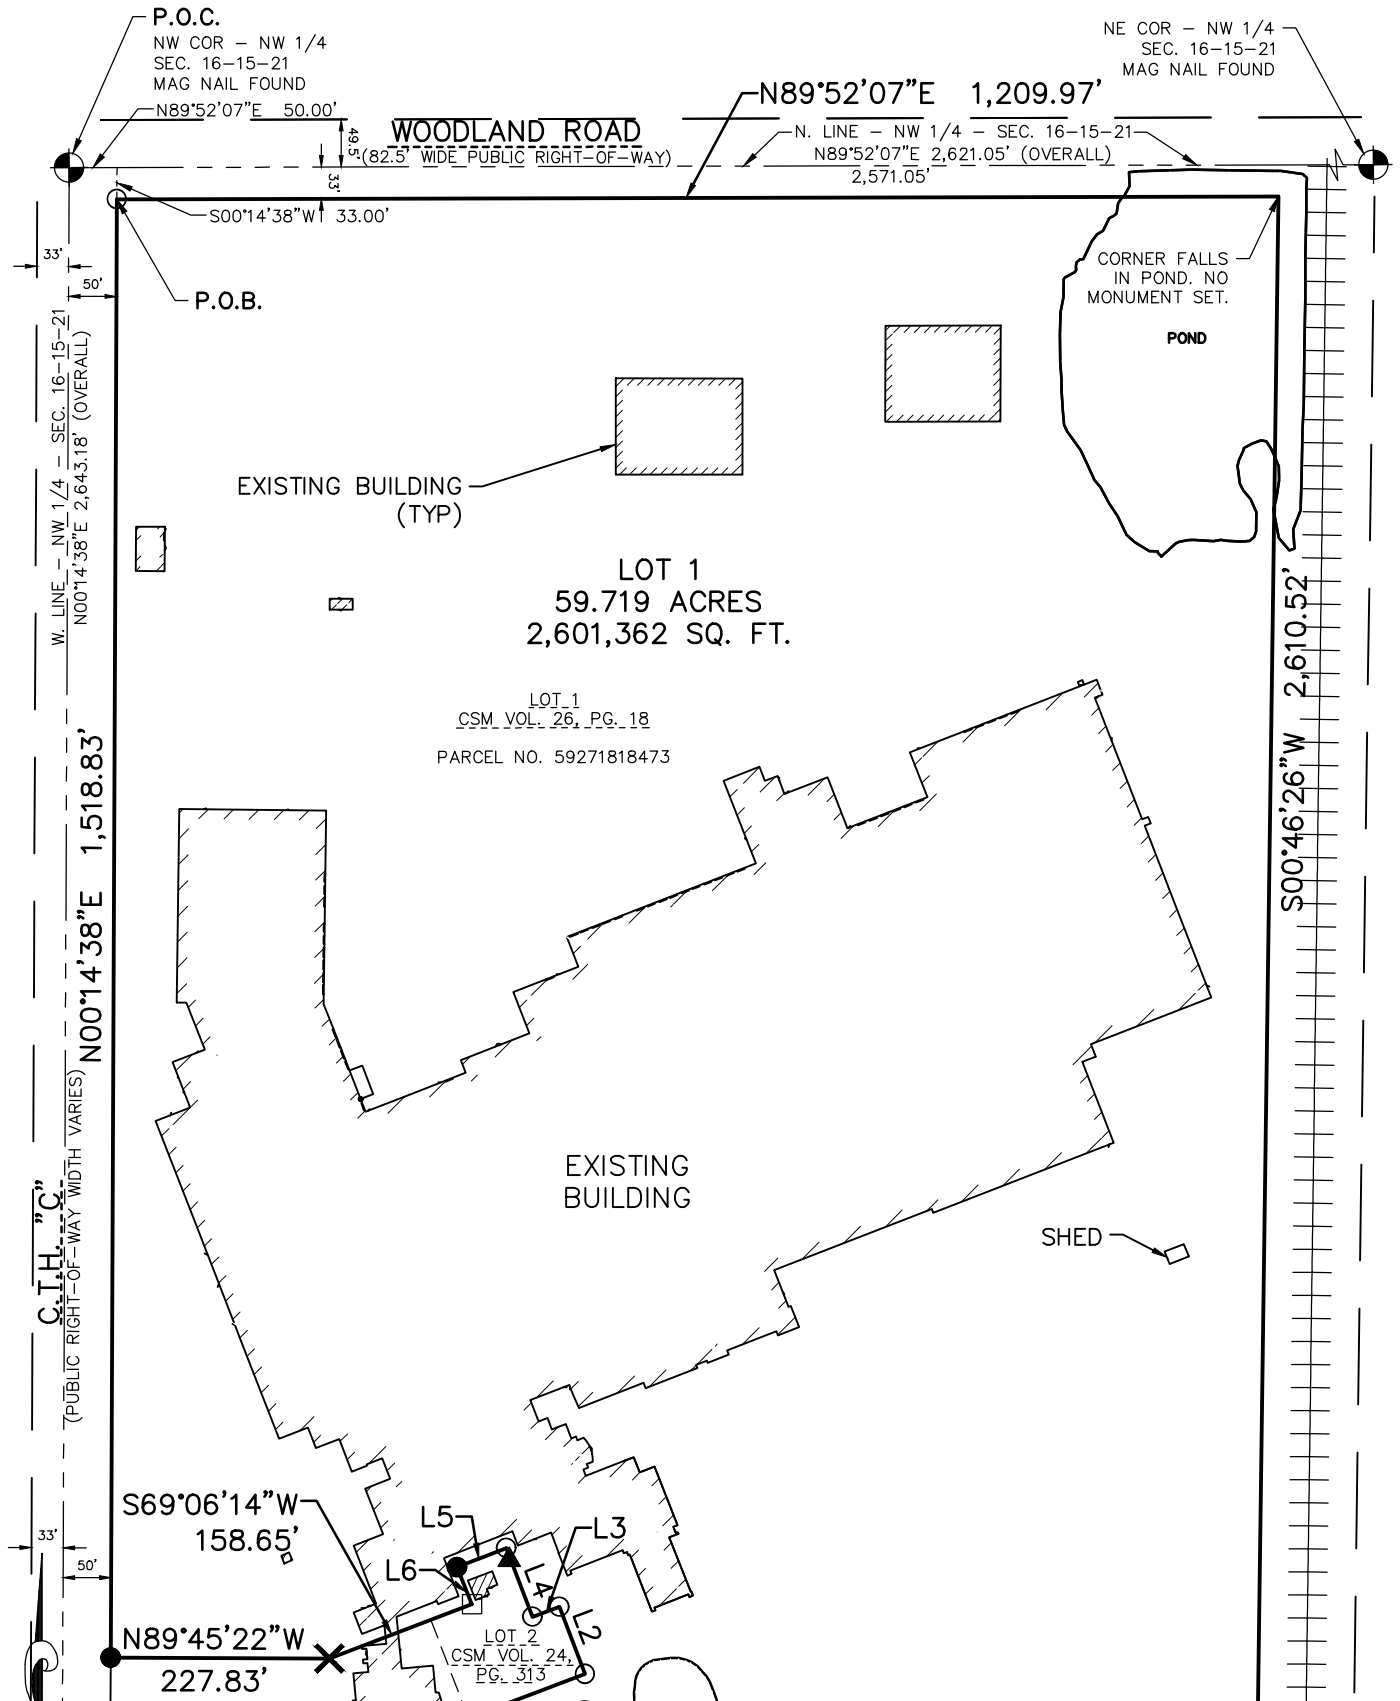 P.O.C.
NW COR – NW 1/4
SEC. 16–15–21
MAG NAIL FOUND
N89°52'07"E 50.00'
NE COR – NW 1/4
SEC. 16–15–21
MAG NAIL FOUND
N89°52'07"E 1,209.97'
WOODLAND ROAD
(82.5' WIDE PUBLIC RIGHT–OF–WAY)
49.5'
33'
N. LINE – NW 1/4 – SEC. 16–15–21
N89°52'07"E 2,621.05' (OVERALL)
2,571.05'
S00°14'38"W 33.00'
33'
50'
P.O.B.
CORNER FALLS
IN POND. NO
MONUMENT SET.
POND
W. LINE – NW 1/4 – SEC. 16–15–21
N00°14'38"E 2,643.18' (OVERALL)
EXISTING BUILDING
(TYP)
LOT 1
59.719 ACRES
2,601,362 SQ. FT.
LOT 1
CSM VOL. 26, PG. 18
PARCEL NO. 59271818473
N00°14'38"E 1,518.83'
S00°46'26"W 2,610.52'
C.T.H. "C"
(PUBLIC RIGHT–OF–WAY WIDTH VARIES)
EXISTING
BUILDING
SHED
S69°06'14"W
158.65'
L5
L3
L6
L4
L2
33'
50'
N89°45'22"W
227.83'
LOT 2
CSM VOL. 24,
PG. 313